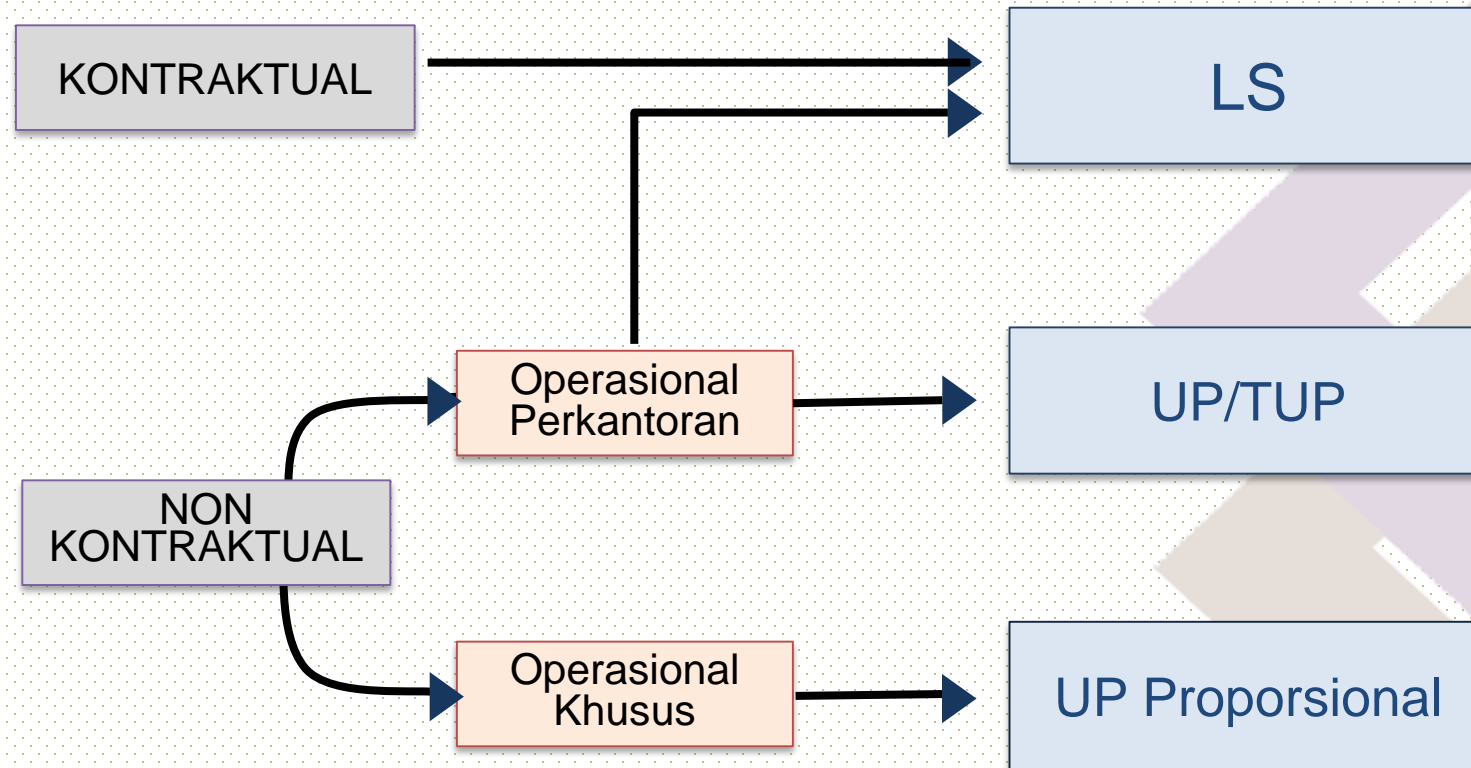 KONTRAKTUAL
LS
Operasional
Perkantoran
UP/TUP
NON
KONTRAKTUAL
Operasional
Khusus
UP Proporsional